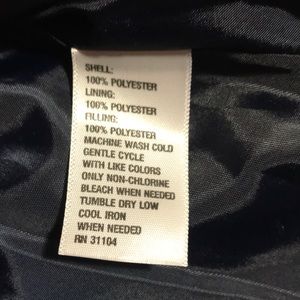 SHELL:
100% POLYESTER
LINING:
100% POLYESTER
FILLING:
100% POLYESTER
MACHINE WASH COLD
GENTLE CYCLE
WITH LIKE COLORS
ONLY NON-CHLORINE
BLEACH WHEN NEEDED
TUMBLE DRY LOW
COOL IRON
WHEN NEEDED
RN 31104